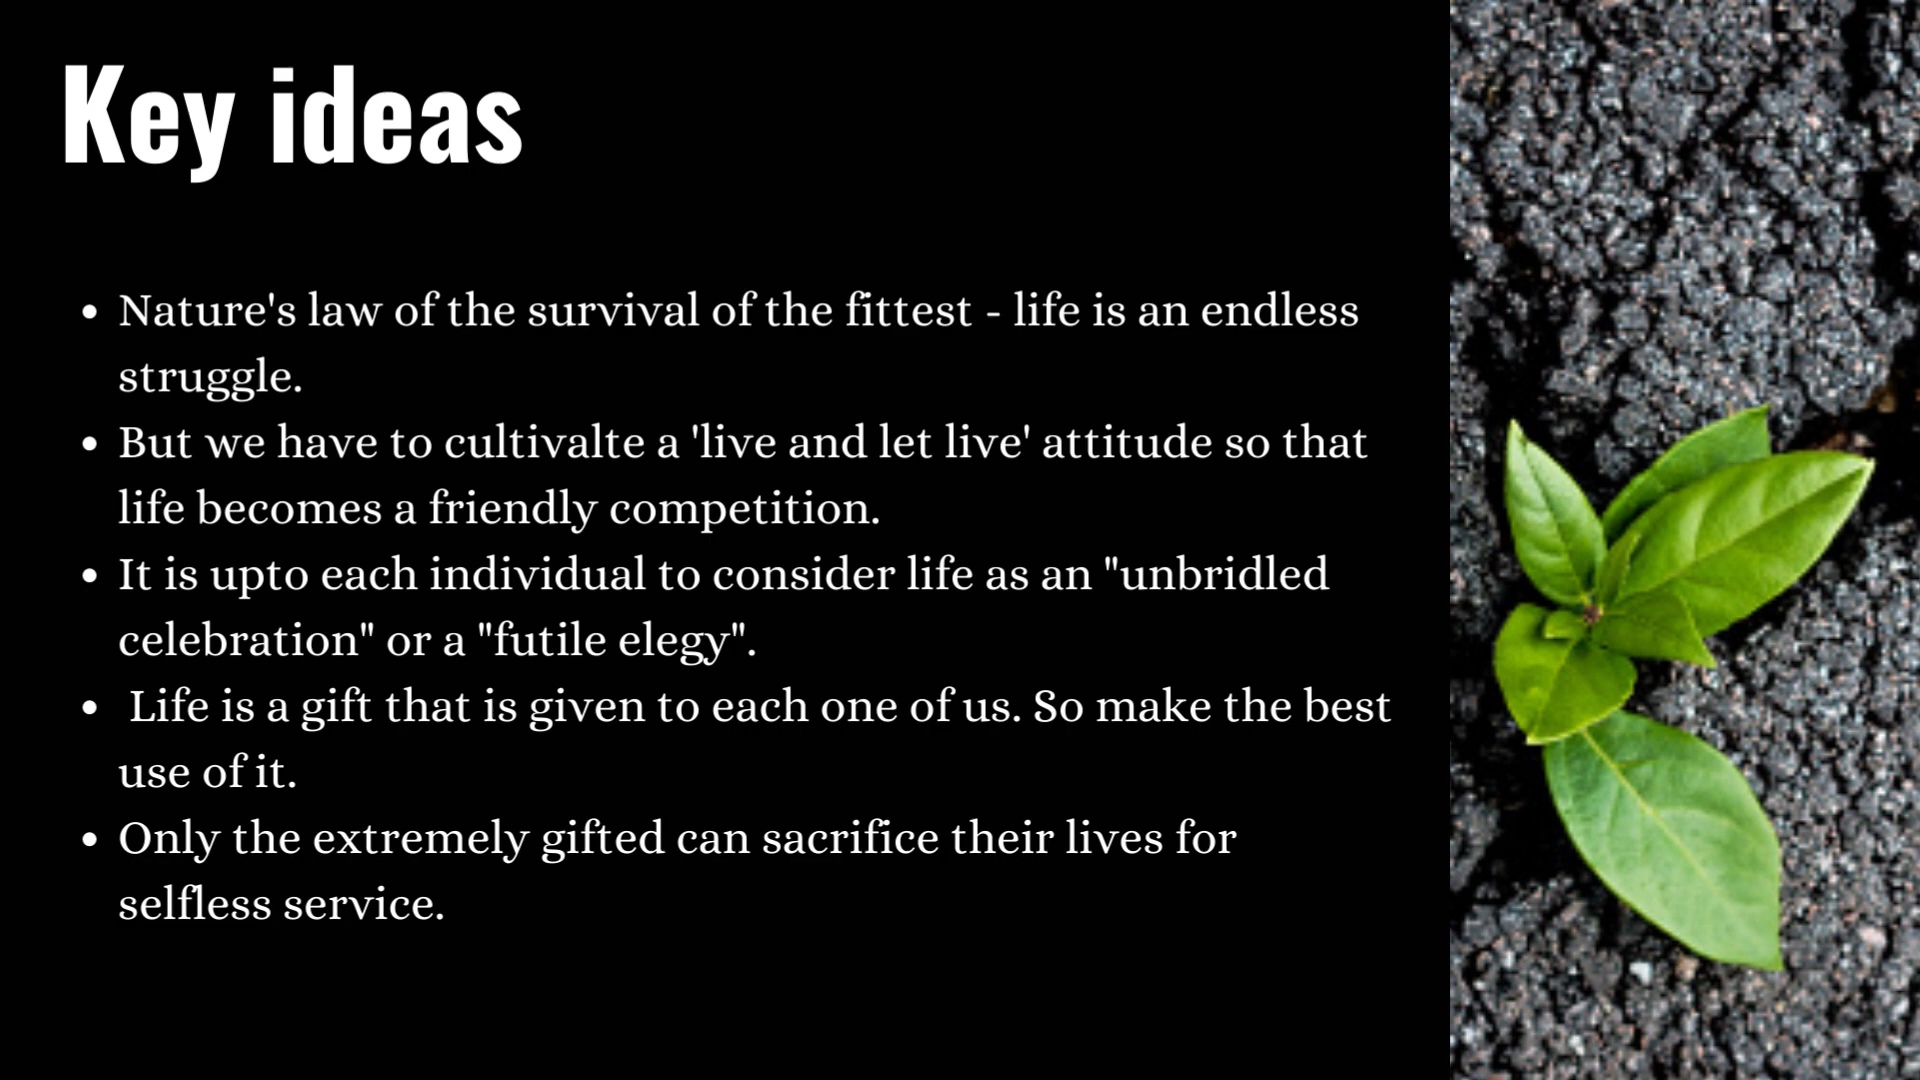 Key ideas
• Nature's law of the survival of the fittest - life is an endless
struggle.
• But we have to cultivalte a 'live and let live' attitude so that
life becomes a friendly competition.
• It is upto each individual to consider life as an "unbridled
celebration" or a "futile elegy".
• Life is a gift that is given to each one of us. So make the best
use of it.
• Only the extremely gifted can sacrifice their lives for
selfless service.